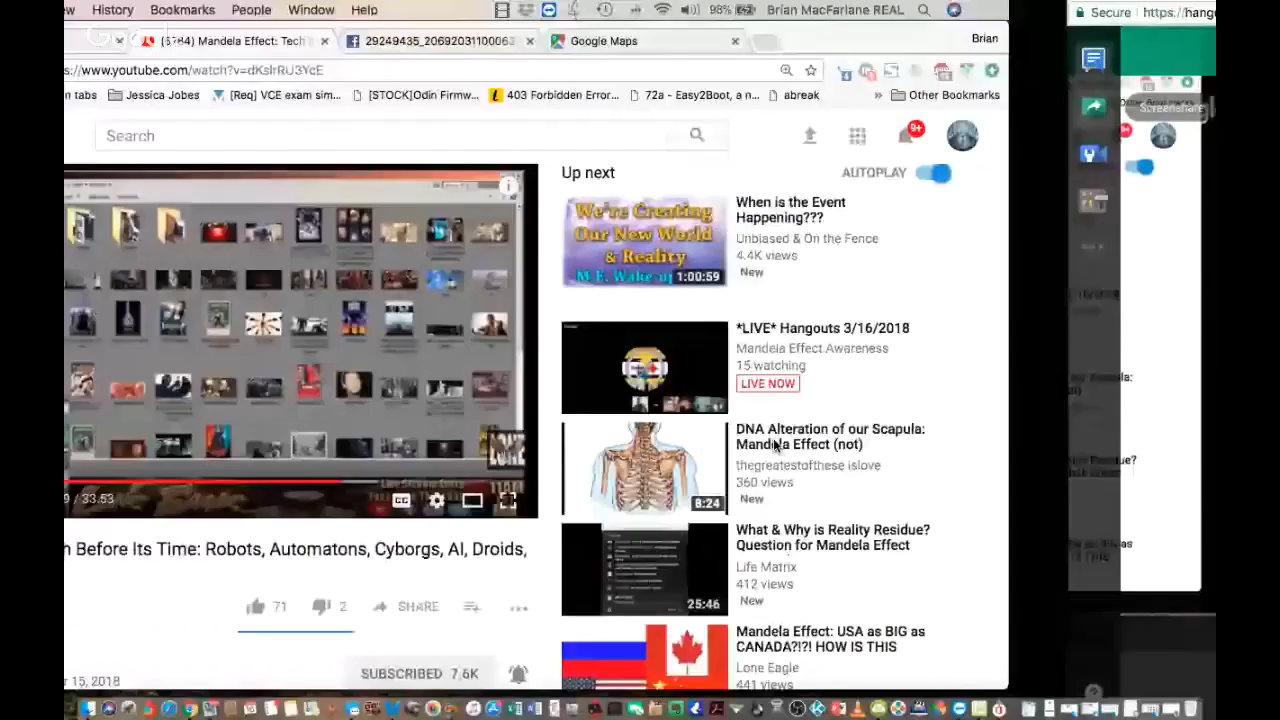 History Bookmarks People Window Help 98% Brian MacFarlane REAL
Mandela Effect: Tech 29249435_20692031100062 Google Maps Brian
s://www.youtube.com/watch?v=dKsIrRU3YcE
n tabs Jessica Jobes [Req] VCE exam sim... [STOCK] 403 Forbidden Error... 72a - Easy2Boot, a n... abreak » Other Bookmarks
Secure https://hang
Screenshare
Search 9+
Up next AUTOPLAY
We're Creating
Our New World
& Reality
M.E. Wake-up
1:00:59
When is the Event
Happening???
Unbiased & On the Fence
4.4K views
New
*LIVE* Hangouts 3/16/2018
Mandela Effect Awareness
15 watching
LIVE NOW
DNA Alteration of our Scapula:
Mandela Effect (not)
thegreatestofthese islove
360 views
New
8:24
What & Why is Reality Residue?
Question for Mandela Effect
Life Matrix
412 views
New
25:46
Mandela Effect: USA as BIG as
CANADA?!?! HOW IS THIS
Lone Eagle
441 views
9 / 33:53 CC
n Before Its Time: Robots, Automatons, Cyborgs, AI, Droids,
71 2 SHARE
SUBSCRIBED 7.6K
r 15, 2018